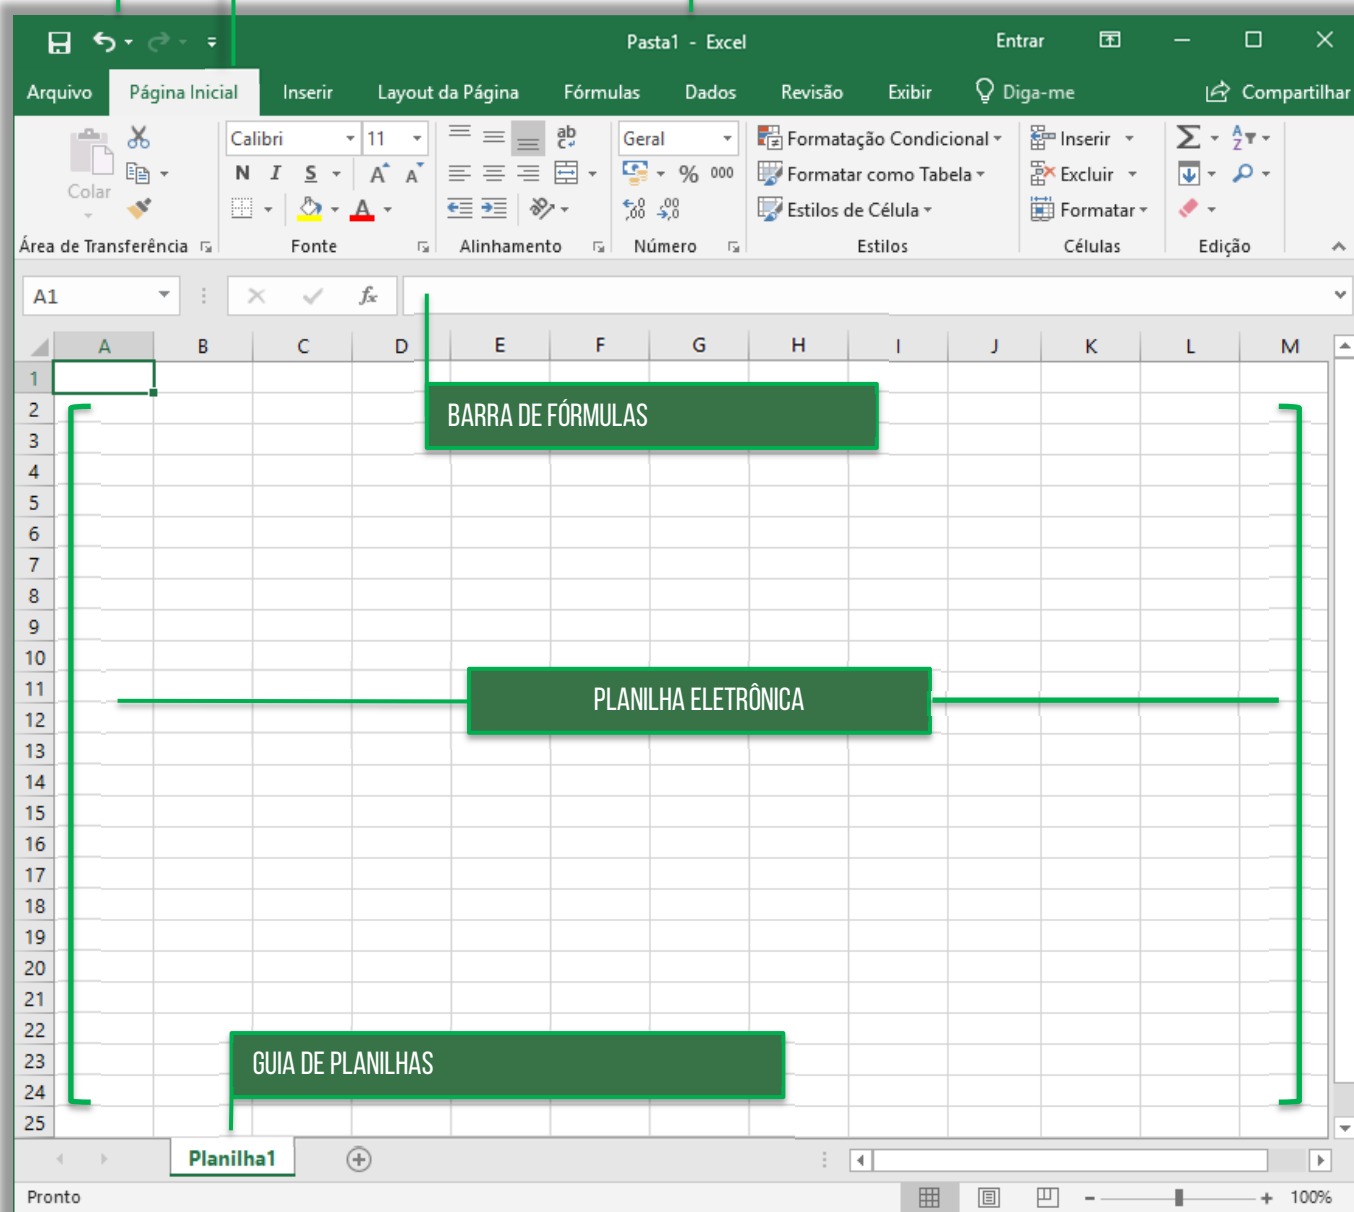 Pasta1 - Excel
Entrar
Arquivo Página Inicial Inserir Layout da Página Fórmulas Dados Revisão Exibir Diga-me Compartilhar
Colar
Calibri 11
ab
c
Geral
Formatação Condicional
Inserir
Σ
A
Z
N I S A A
% 000
Formatar como Tabela
Excluir
A
,00
,00
,0
Estilos de Célula
Formatar
Área de Transferência Fonte Alinhamento Número Estilos Células Edição
A1
fx
A B C D E F G H I J K L M
1
2
BARRA DE FÓRMULAS
3
4
5
6
7
8
9
10
11
PLANILHA ELETRÔNICA
12
13
14
15
16
17
18
19
20
21
22
23
GUIA DE PLANILHAS
24
25
Planilha1
Pronto
- + 100%